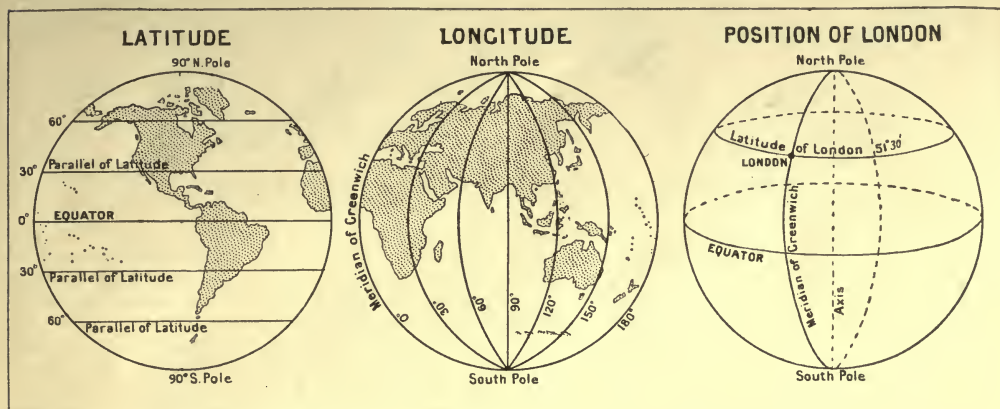 LATITUDE
90° N. Pole
60°
Parallel of Latitude
30°
EQUATOR
0°
30°
Parallel of Latitude
60°
Parallel of Latitude
90° S. Pole
LONGITUDE
North Pole
Meridian of Greenwich
0°
30°
60°
90°
120°
150°
180°
South Pole
POSITION OF LONDON
North Pole
Latitude of London 51°30'
LONDON
EQUATOR
Meridian of Greenwich
Axis
South Pole